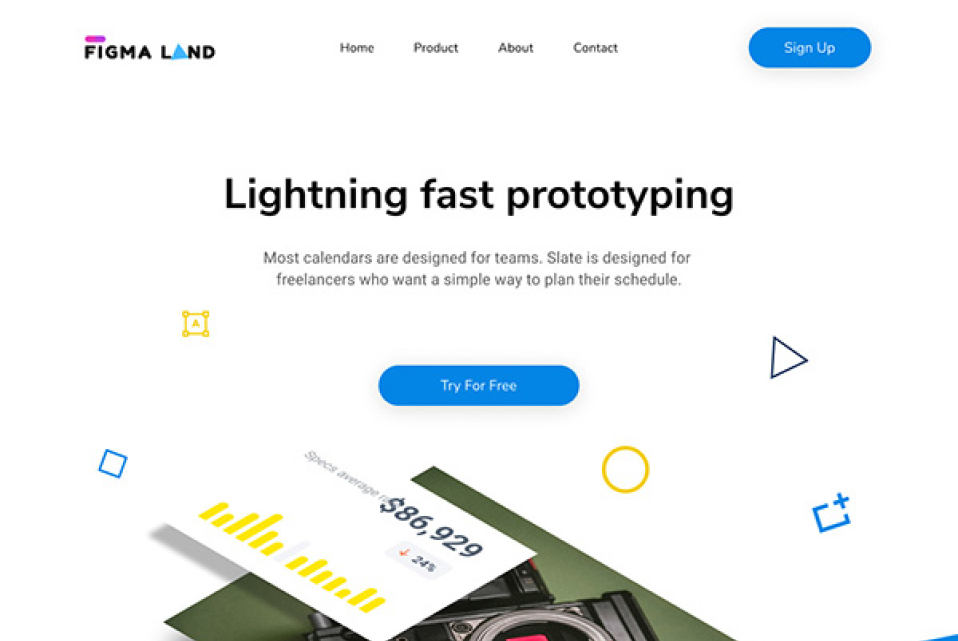 FIGMA LAND
Home
Product
About
Contact
Sign Up
Lightning fast prototyping
Most calendars are designed for teams. Slate is designed for
freelancers who want a simple way to plan their schedule.
A
Try For Free
Specs average
$86,929
24%